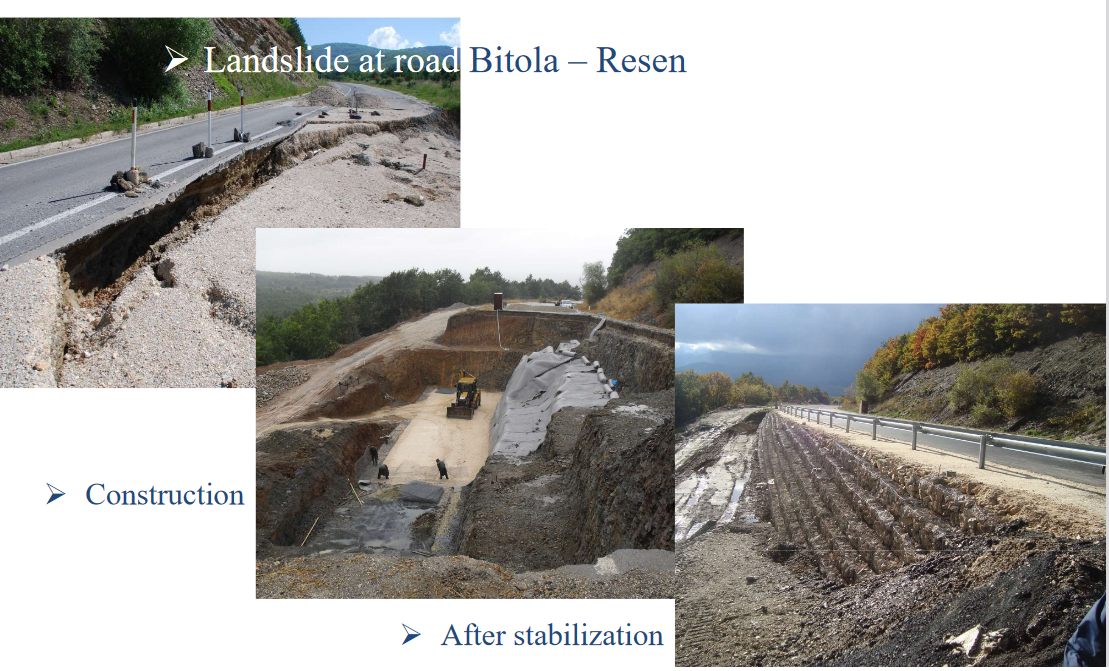 ➢ Landslide at road Bitola – Resen
➢ Construction
➢ After stabilization